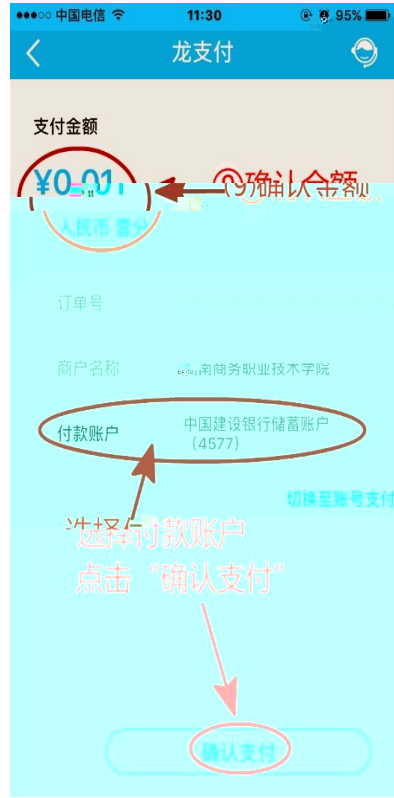 中国电信 11:30 95%
龙支付
支付金额
¥0.01
确认金额
人民币 壹分
订单号
商户名称 南商务职业技术学院
付款账户 中国建设银行储蓄账户
(4577)
切换至账号支付
选择付款账户
点击“确认支付”
确认支付